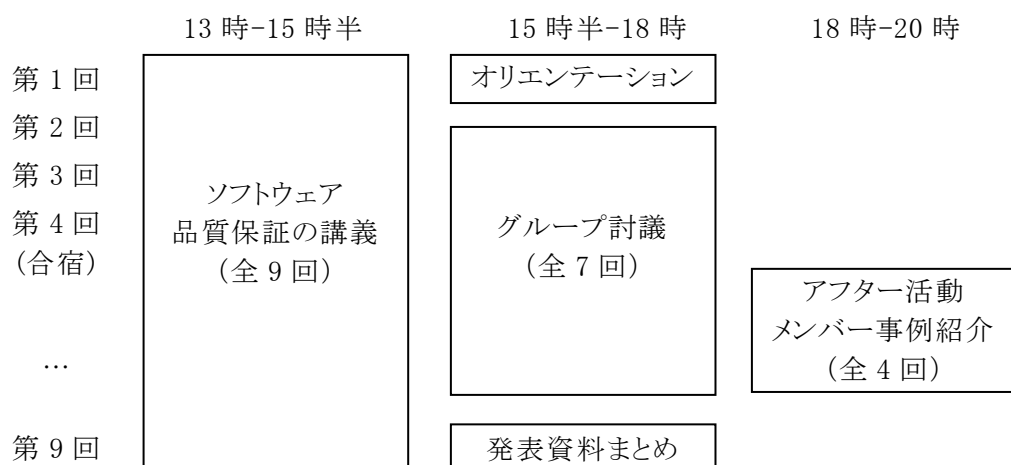 13 時-15 時半
15 時半-18 時
18 時-20 時
第 1 回
オリエンテーション
第 2 回
第 3 回
ソフトウェア
第 4 回
品質保証の講義
グループ討議
(合宿)
(全 9 回)
(全 7 回)
アフター活動
メンバー事例紹介
…
(全 4 回)
第 9 回
発表資料まとめ